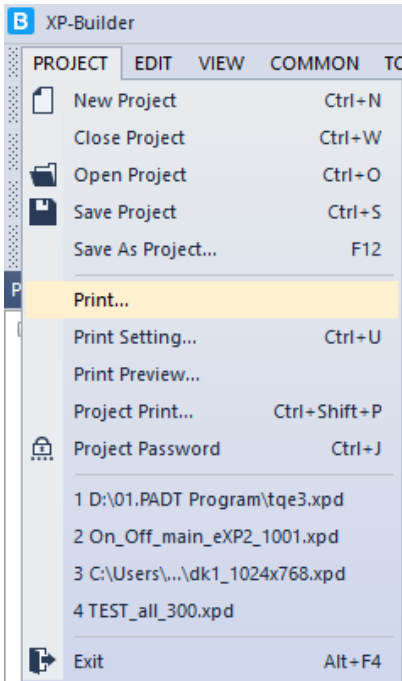 B XP-Builder
PROJECT EDIT VIEW COMMON TO
New Project Ctrl+N
Close Project Ctrl+W
Open Project Ctrl+O
Save Project Ctrl+S
Save As Project... F12
P
Print...
Print Setting... Ctrl+U
Print Preview...
Project Print... Ctrl+Shift+P
Project Password Ctrl+J
1 D:\01.PADT Program\tqe3.xpd
2 On_Off_main_eXP2_1001.xpd
3 C:\Users\...\dk1_1024x768.xpd
4 TEST_all_300.xpd
Exit Alt+F4